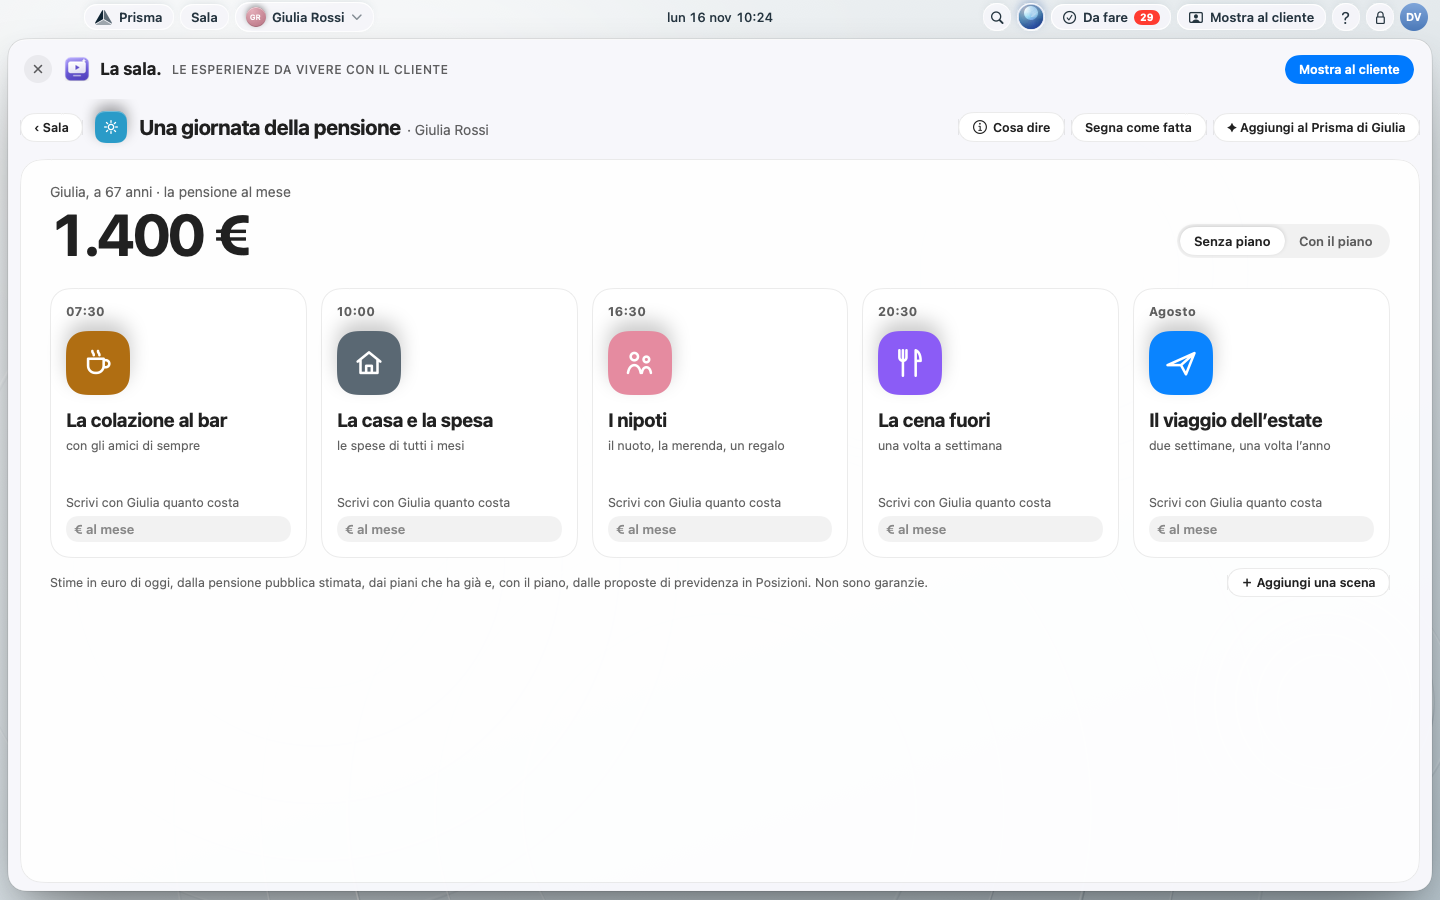 Prisma
Sala
GR
Giulia Rossi
lun 16 nov 10:24
Da fare 29
Mostra al cliente
?
DV
La sala. LE ESPERIENZE DA VIVERE CON IL CLIENTE
Mostra al cliente
‹ Sala
Una giornata della pensione · Giulia Rossi
Cosa dire
Segna come fatta
Aggiungi al Prisma di Giulia
Giulia, a 67 anni · la pensione al mese
1.400 €
Senza piano
Con il piano
07:30
La colazione al bar
con gli amici di sempre
Scrivi con Giulia quanto costa
€ al mese
10:00
La casa e la spesa
le spese di tutti i mesi
Scrivi con Giulia quanto costa
€ al mese
16:30
I nipoti
il nuoto, la merenda, un regalo
Scrivi con Giulia quanto costa
€ al mese
20:30
La cena fuori
una volta a settimana
Scrivi con Giulia quanto costa
€ al mese
Agosto
Il viaggio dell’estate
due settimane, una volta l’anno
Scrivi con Giulia quanto costa
€ al mese
Stime in euro di oggi, dalla pensione pubblica stimata, dai piani che ha già e, con il piano, dalle proposte di previdenza in Posizioni. Non sono garanzie.
+ Aggiungi una scena